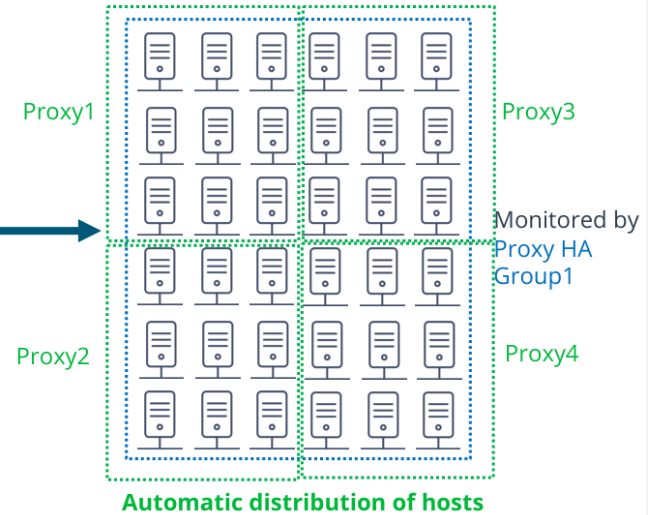 Proxy1
Proxy3
Monitored by
Proxy HA
Group1
Proxy2
Proxy4
Automatic distribution of hosts